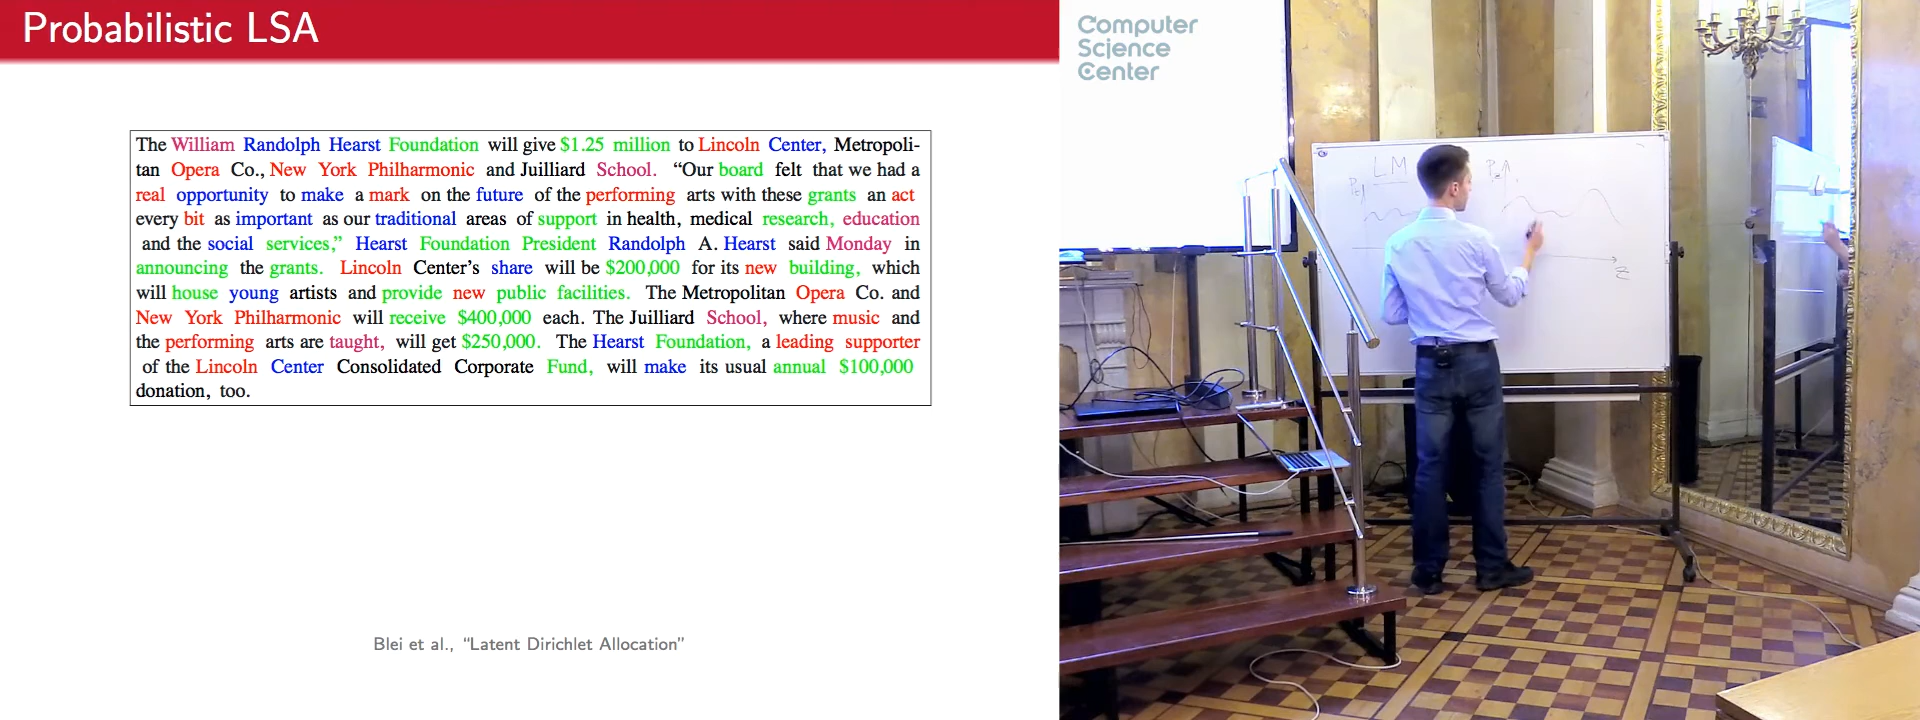 Probabilistic LSA
The William Randolph Hearst Foundation will give $1.25 million to Lincoln Center, Metropoli-
tan Opera Co., New York Philharmonic and Juilliard School. “Our board felt that we had a
real opportunity to make a mark on the future of the performing arts with these grants an act
every bit as important as our traditional areas of support in health, medical research, education
and the social services,” Hearst Foundation President Randolph A. Hearst said Monday in
announcing the grants. Lincoln Center’s share will be $200,000 for its new building, which
will house young artists and provide new public facilities. The Metropolitan Opera Co. and
New York Philharmonic will receive $400,000 each. The Juilliard School, where music and
the performing arts are taught, will get $250,000. The Hearst Foundation, a leading supporter
of the Lincoln Center Consolidated Corporate Fund, will make its usual annual $100,000
donation, too.
Blei et al., “Latent Dirichlet Allocation”
Computer
Science
Center
LM